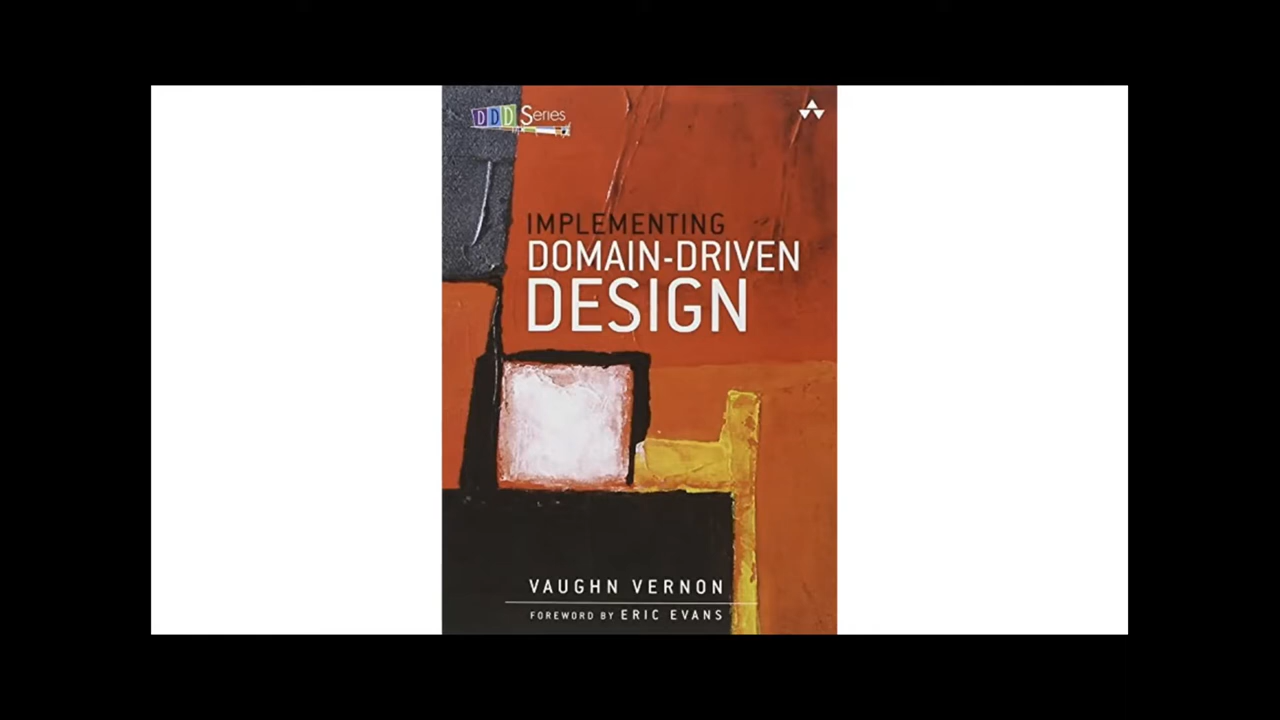 DDD Series
IMPLEMENTING
DOMAIN-DRIVEN
DESIGN
VAUGHN VERNON
FOREWORD BY ERIC EVANS